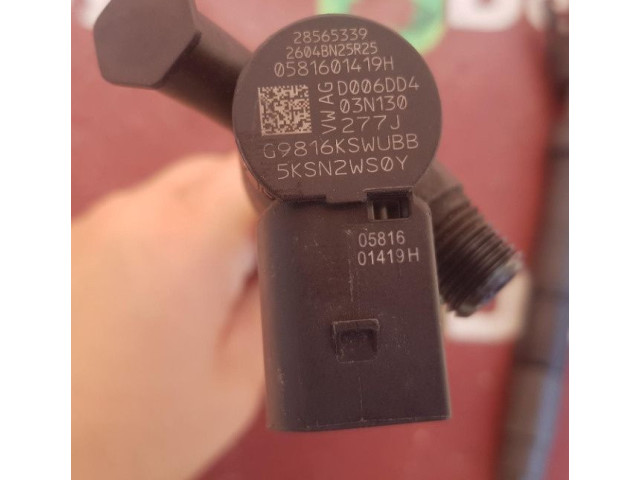 28565339
2604BN25R25
0581601419H
VWAG
D006DD4
03N130
277J
G9816KSWUBB
5KSN2WS0Y
05816
01419H